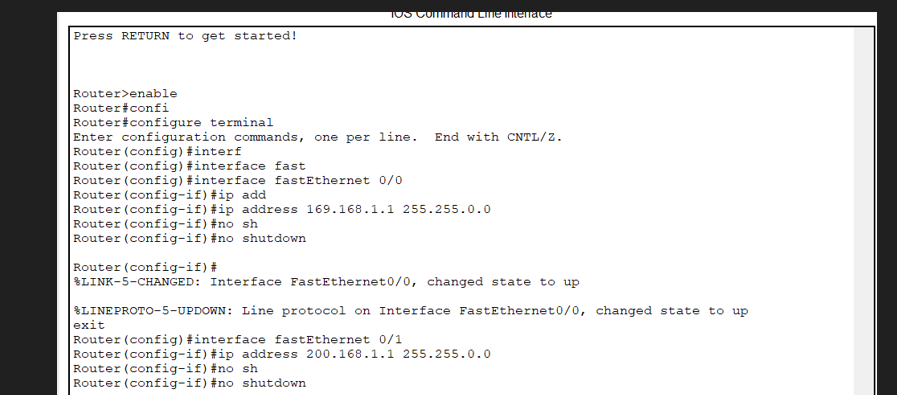 IOS Command Line Interface
Press RETURN to get started!
Router>enable
Router#confi
Router#configure terminal
Enter configuration commands, one per line.  End with CNTL/Z.
Router(config)#interf
Router(config)#interface fast
Router(config)#interface fastEthernet 0/0
Router(config-if)#ip add
Router(config-if)#ip address 169.168.1.1 255.255.0.0
Router(config-if)#no sh
Router(config-if)#no shutdown
Router(config-if)#
%LINK-5-CHANGED: Interface FastEthernet0/0, changed state to up
%LINEPROTO-5-UPDOWN: Line protocol on Interface FastEthernet0/0, changed state to up
exit
Router(config)#interface fastEthernet 0/1
Router(config-if)#ip address 200.168.1.1 255.255.0.0
Router(config-if)#no sh
Router(config-if)#no shutdown